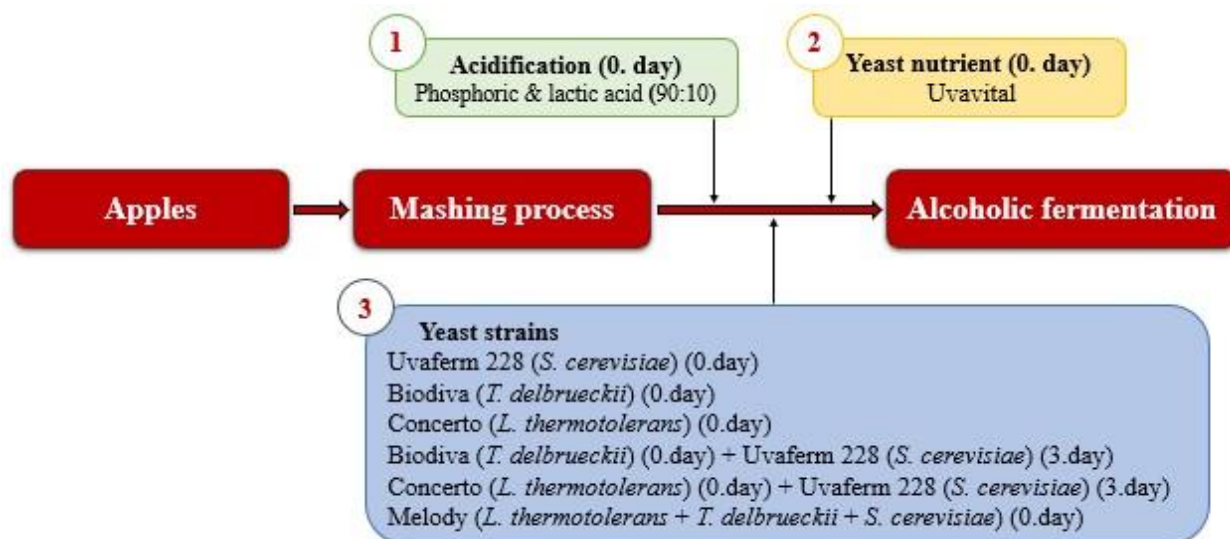 1
Acidification (0. day)
Phosphoric & lactic acid (90:10)
2
Yeast nutrient (0. day)
Uvavital
Apples
Mashing process
Alcoholic fermentation
3
Yeast strains
Uvaferm 228 (S. cerevisiae) (0.day)
Biodiva (T. delbrueckii) (0.day)
Concerto (L. thermotolerans) (0.day)
Biodiva (T. delbrueckii) (0.day) + Uvaferm 228 (S. cerevisiae) (3.day)
Concerto (L. thermotolerans) (0.day) + Uvaferm 228 (S. cerevisiae) (3.day)
Melody (L. thermotolerans + T. delbrueckii + S. cerevisiae) (0.day)